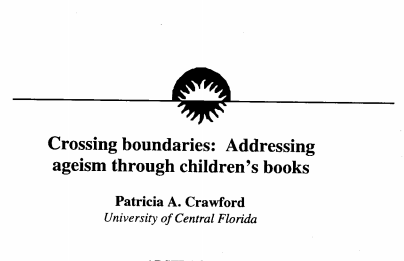 Crossing boundaries:  Addressing
ageism through children's books
Patricia A. Crawford
University of Central Florida